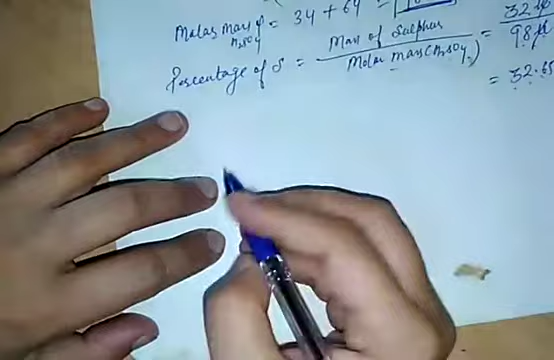 Molar Mass of H2SO4 = 34 + 64 =
Percentage of S = Mass of Sulphur / Molar mass (H2SO4) = 32 / 98
= 32.65